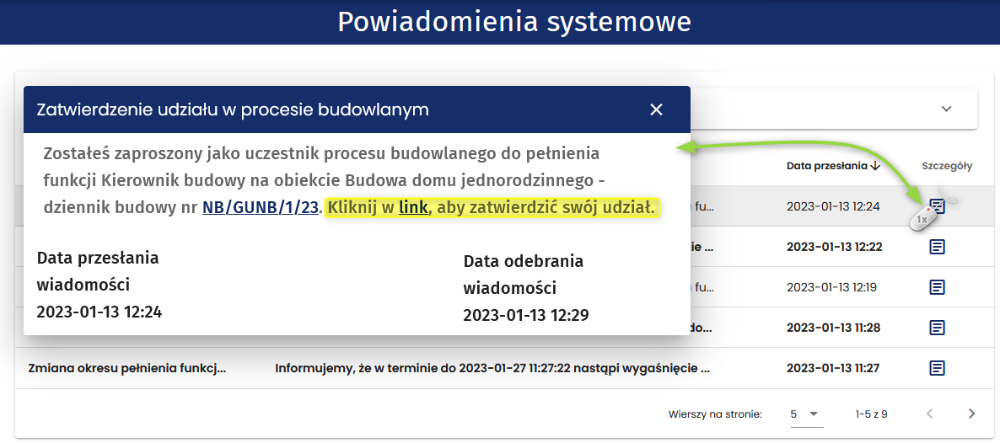 Powiadomienia systemowe
Zatwierdzenie udziału w procesie budowlanym
Zostałeś zaproszony jako uczestnik procesu budowlanego do pełnienia
funkcji Kierownik budowy na obiekcie Budowa domu jednorodzinnego -
dziennik budowy nr NB/GUNB/1/23. Kliknij w link, aby zatwierdzić swój udział.
Data przesłania
wiadomości
2023-01-13 12:24
Data odebrania
wiadomości
2023-01-13 12:29
Data przesłania Szczegóły
fu... 2023-01-13 12:24
1x
ie ... 2023-01-13 12:22
fu... 2023-01-13 12:19
do... 2023-01-13 11:28
Zmiana okresu pełnienia funkcj... Informujemy, że w terminie do 2023-01-27 11:27:22 nastąpi wygaśnięcie ... 2023-01-13 11:27
Wierszy na stronie: 5 1-5 z 9